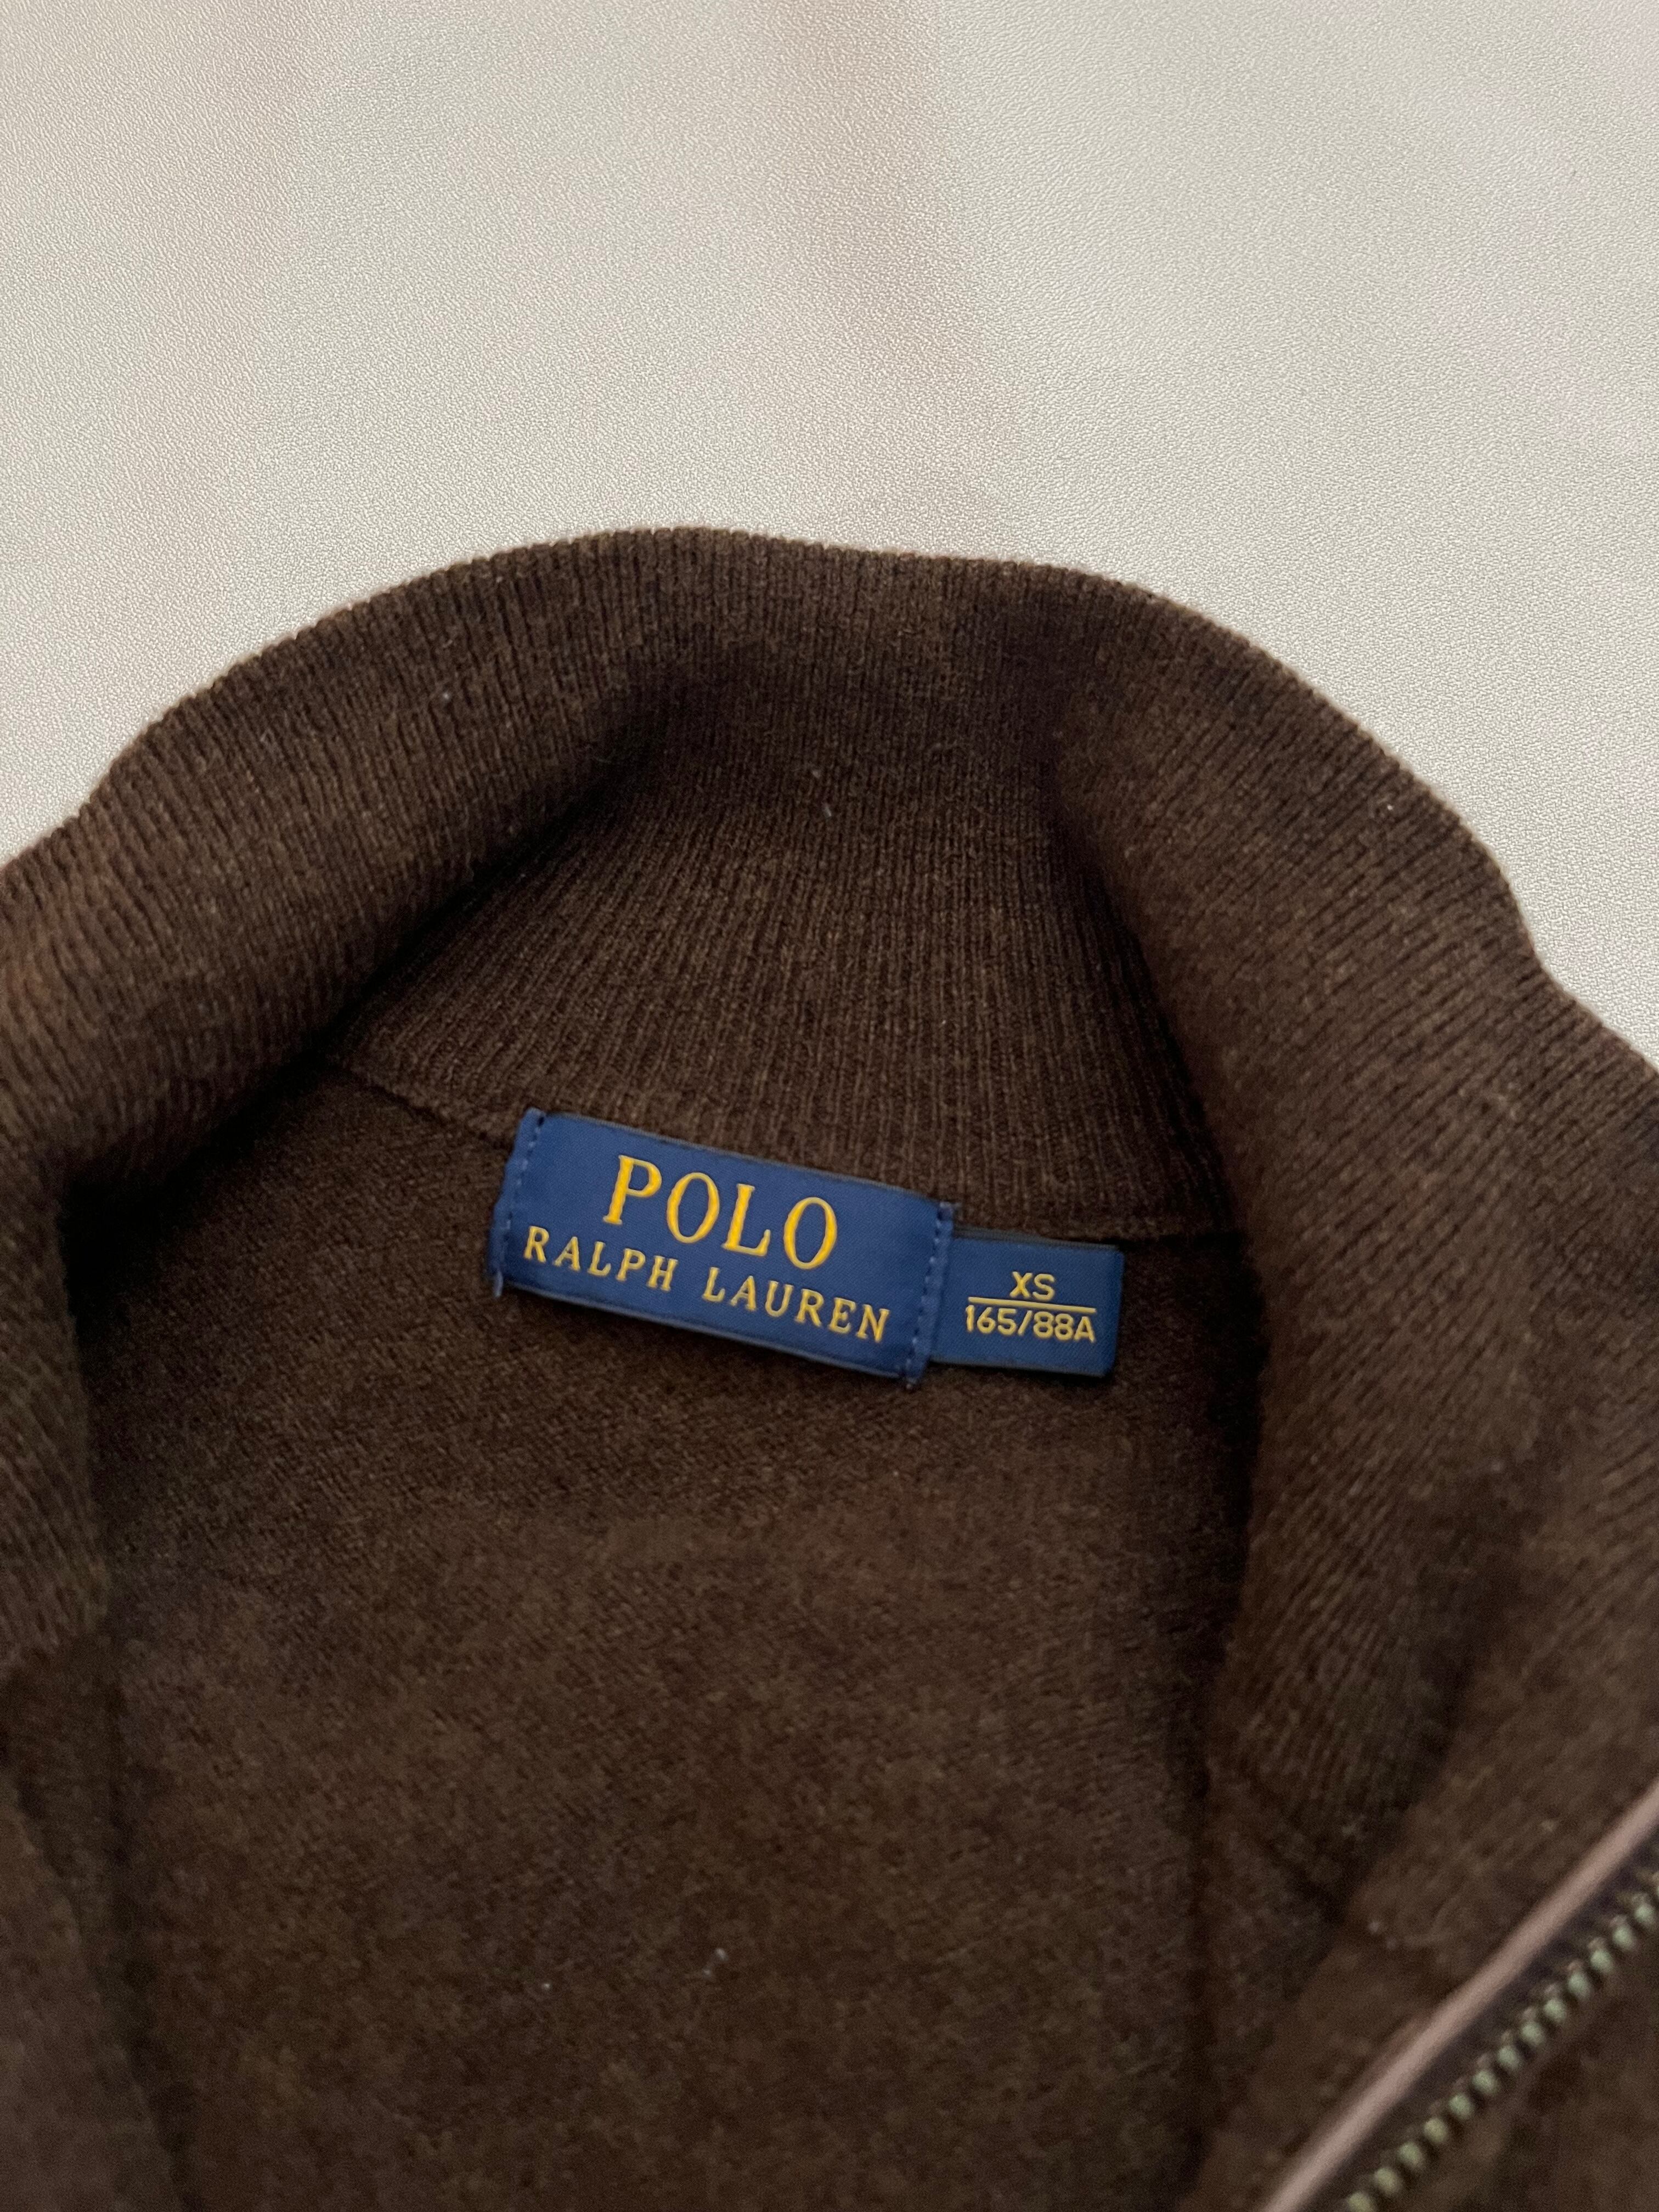 POLO
RALPH LAUREN
XS
165/88A